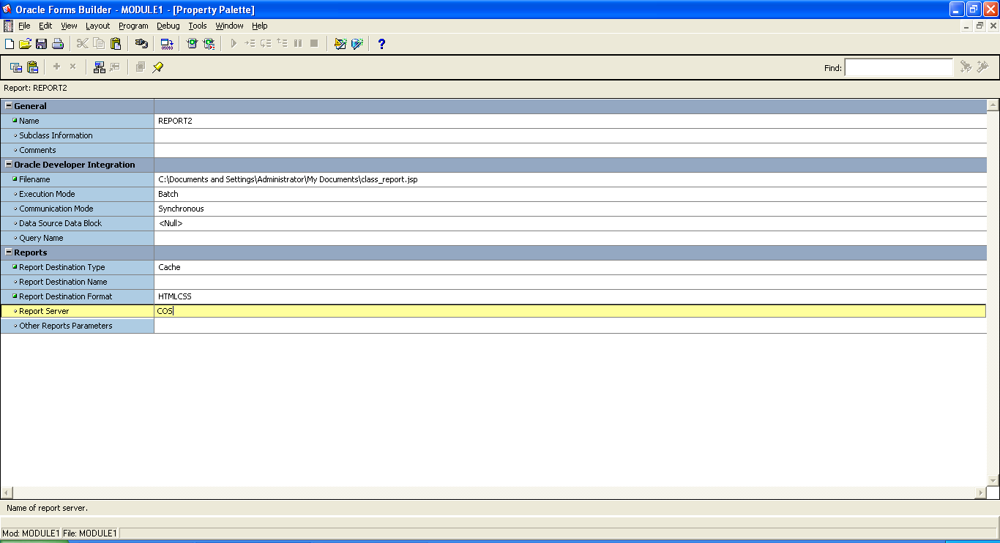 Oracle Forms Builder - MODULE1 - [Property Palette]
File Edit View Layout Program Debug Tools Window Help
Find:
Report: REPORT2
General
Name REPORT2
Subclass Information
Comments
Oracle Developer Integration
Filename C:\Documents and Settings\Administrator\My Documents\class_report.jsp
Execution Mode Batch
Communication Mode Synchronous
Data Source Data Block <Null>
Query Name
Reports
Report Destination Type Cache
Report Destination Name
Report Destination Format HTMLCSS
Report Server COS
Other Reports Parameters
Name of report server.
Mod: MODULE1 File: MODULE1